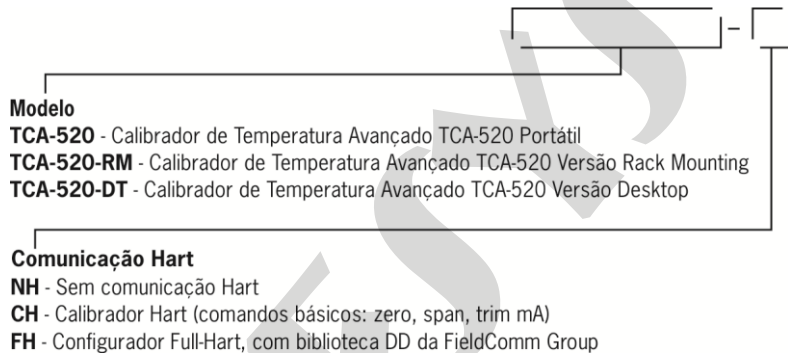 –
Modelo
TCA-520 - Calibrador de Temperatura Avançado TCA-520 Portátil
TCA-520-RM - Calibrador de Temperatura Avançado TCA-520 Versão Rack Mounting
TCA-520-DT - Calibrador de Temperatura Avançado TCA-520 Versão Desktop
Comunicação Hart
NH - Sem comunicação Hart
CH - Calibrador Hart (comandos básicos: zero, span, trim mA)
FH - Configurador Full-Hart, com biblioteca DD da FieldComm Group